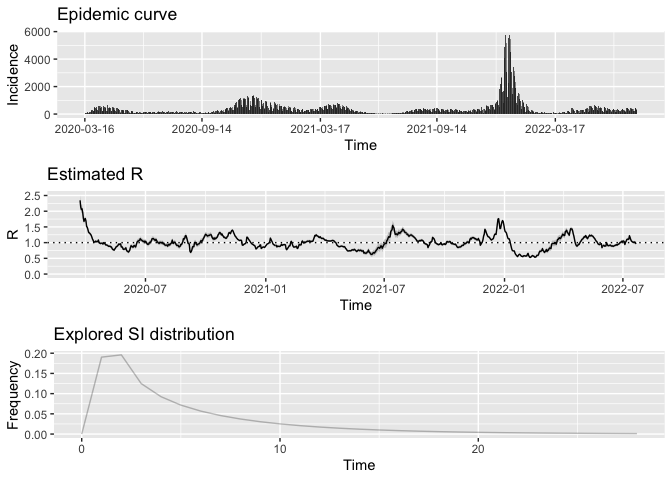 Epidemic curve
Incidence
6000
4000
2000
0
2020-03-16 2020-09-14 2021-03-17 2021-09-14 2022-03-17
Time
Estimated R
R
2.5
2.0
1.5
1.0
0.5
0.0
2020-07 2021-01 2021-07 2022-01 2022-07
Time
Explored SI distribution
Frequency
0.20
0.15
0.10
0.05
0.00
0 10 20
Time